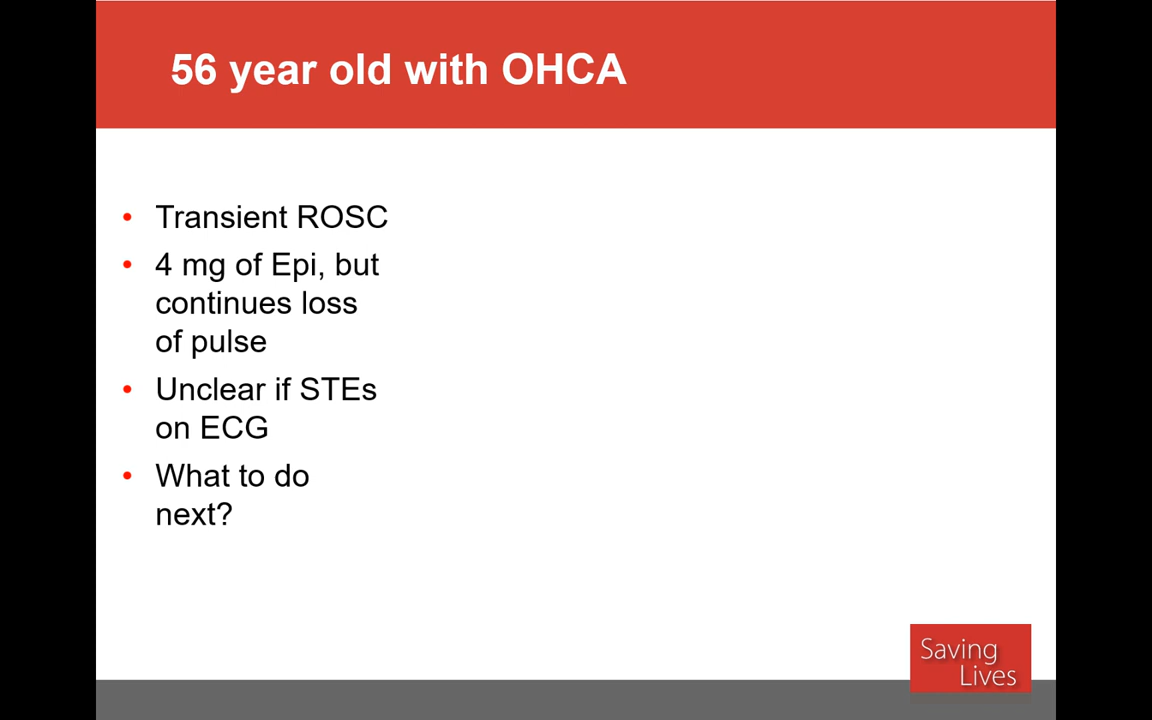 56 year old with OHCA
• Transient ROSC
• 4 mg of Epi, but
continues loss
of pulse
• Unclear if STEs
on ECG
• What to do
next?
Saving
Lives